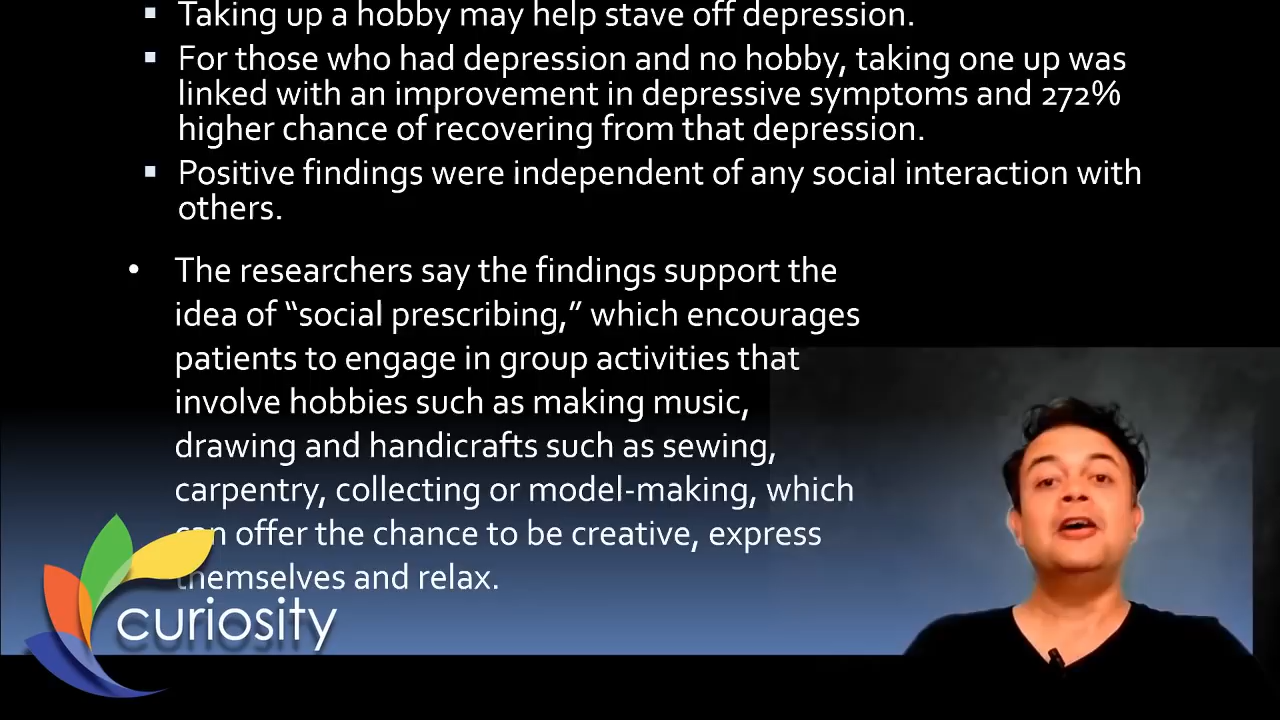 ▪ Taking up a hobby may help stave off depression.
▪ For those who had depression and no hobby, taking one up was
linked with an improvement in depressive symptoms and 272%
higher chance of recovering from that depression.
▪ Positive findings were independent of any social interaction with
others.
• The researchers say the findings support the
idea of “social prescribing,” which encourages
patients to engage in group activities that
involve hobbies such as making music,
drawing and handicrafts such as sewing,
carpentry, collecting or model-making, which
can offer the chance to be creative, express
themselves and relax.
curiosity